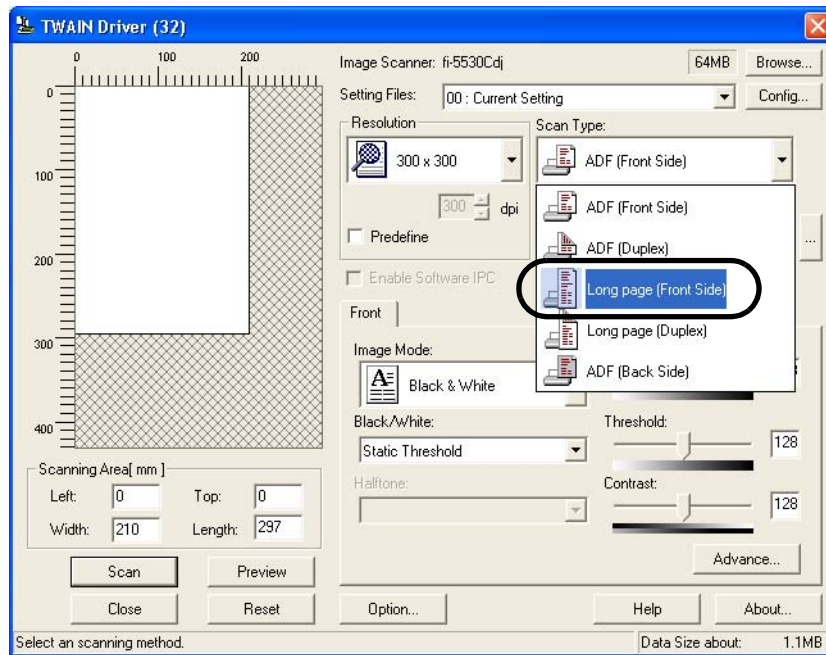 TWAIN Driver (32)
0 100 200
0
100
200
300
400
Image Scanner: fi-5530Cdj
64MB
Browse...
Setting Files:
00 : Current Setting
Config...
Resolution
300 x 300
300
dpi
Predefine
Scan Type:
ADF (Front Side)
ADF (Front Side)
ADF (Duplex)
Long page (Front Side)
Long page (Duplex)
ADF (Back Side)
...
Enable Software IPC
Front
Image Mode:
Black & White
Black/White:
Static Threshold
Halftone:
Threshold:
128
Contrast:
128
Advance...
Scanning Area[ mm ]
Left: 0 Top: 0
Width: 210 Length: 297
Scan
Preview
Close
Reset
Option...
Help
About...
Select an scanning method.
Data Size about: 1.1MB